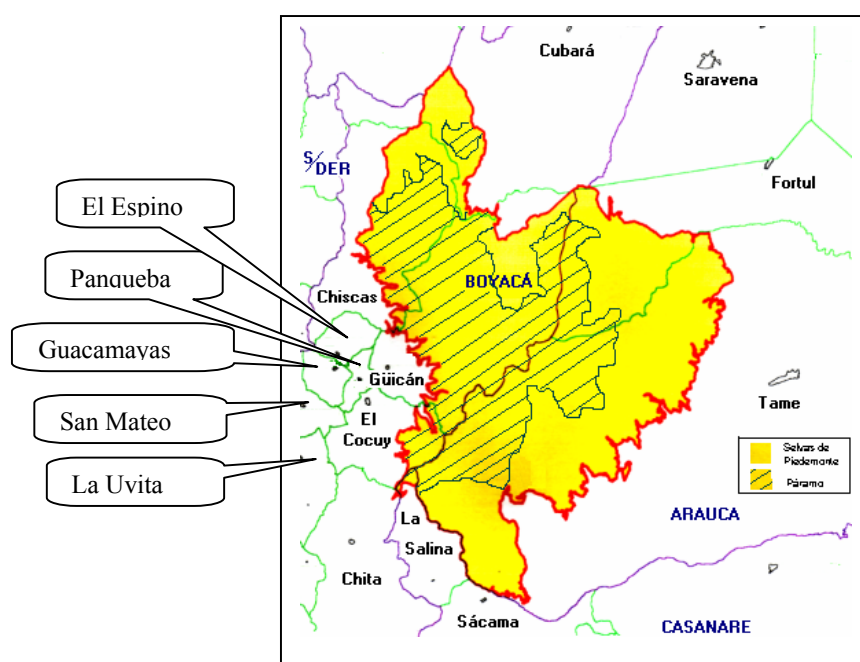 Cubará
Saravena
S/
DER
Fortul
El Espino
Panqueba
BOYACÁ
Chiscas
Guacamayas
Güicán
San Mateo
El
Cocuy
Tame
Selvas de
Piedemonte
Páramo
La Uvita
La
Salina
ARAUCA
Chita
Sácama
CASANARE